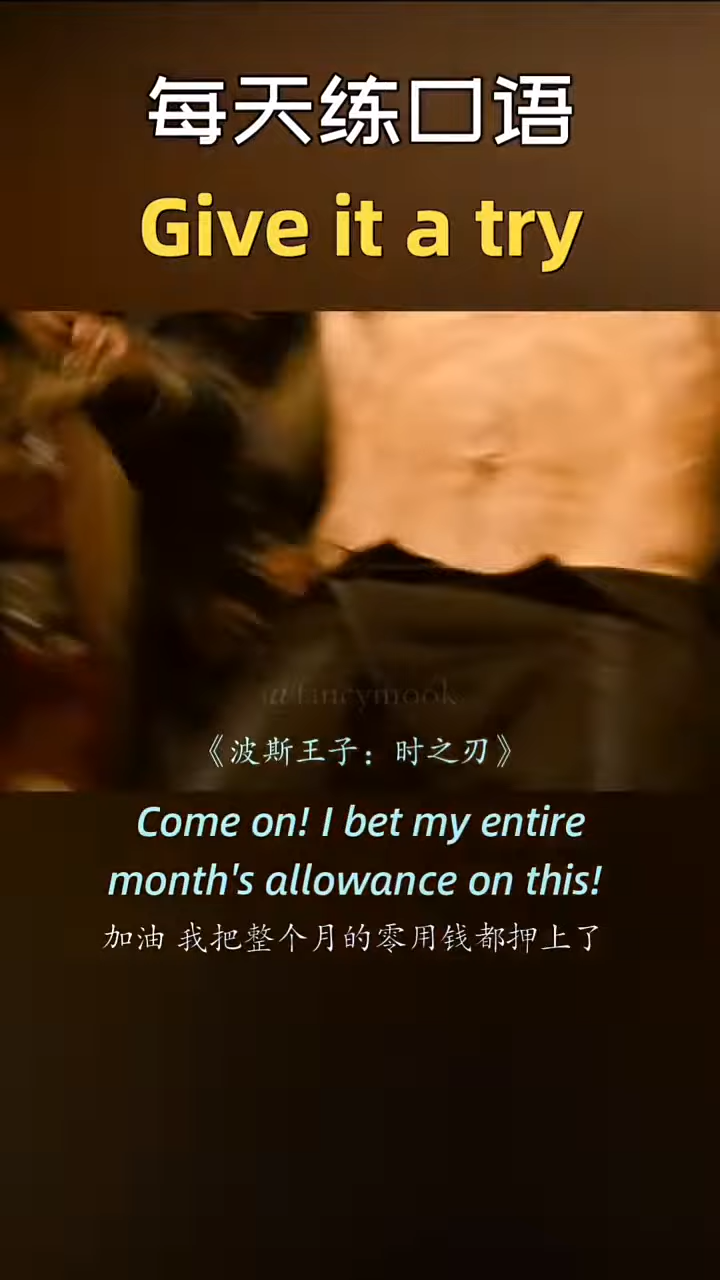 每天练口语
Give it a try
@fancymook
《波斯王子：时之刃》
Come on! I bet my entire
month's allowance on this!
加油 我把整个月的零用钱都押上了